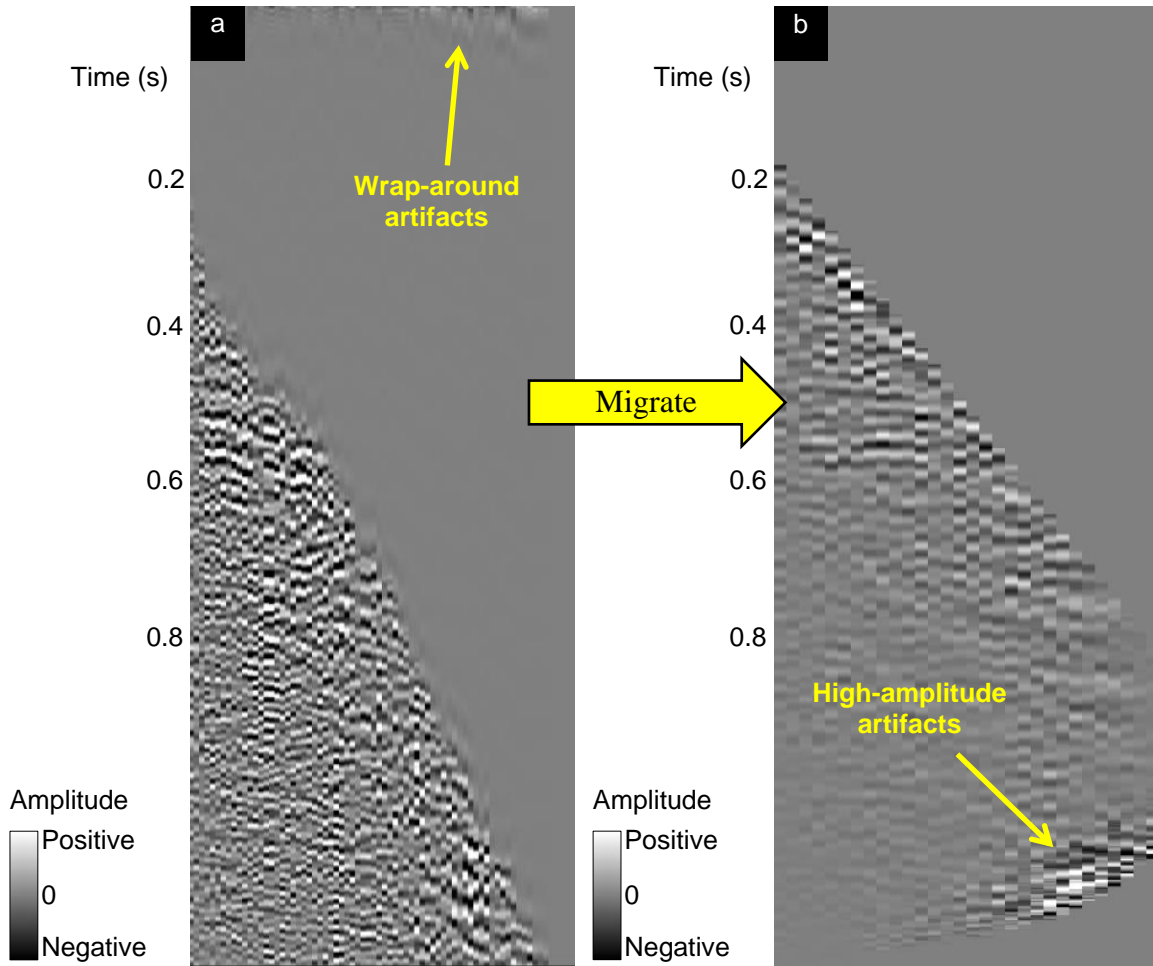 a
Time (s)
0.2
0.4
0.6
0.8
Wrap-around
artifacts
Amplitude
Positive
0
Negative
Migrate
b
Time (s)
0.2
0.4
0.6
0.8
High-amplitude
artifacts
Amplitude
Positive
0
Negative